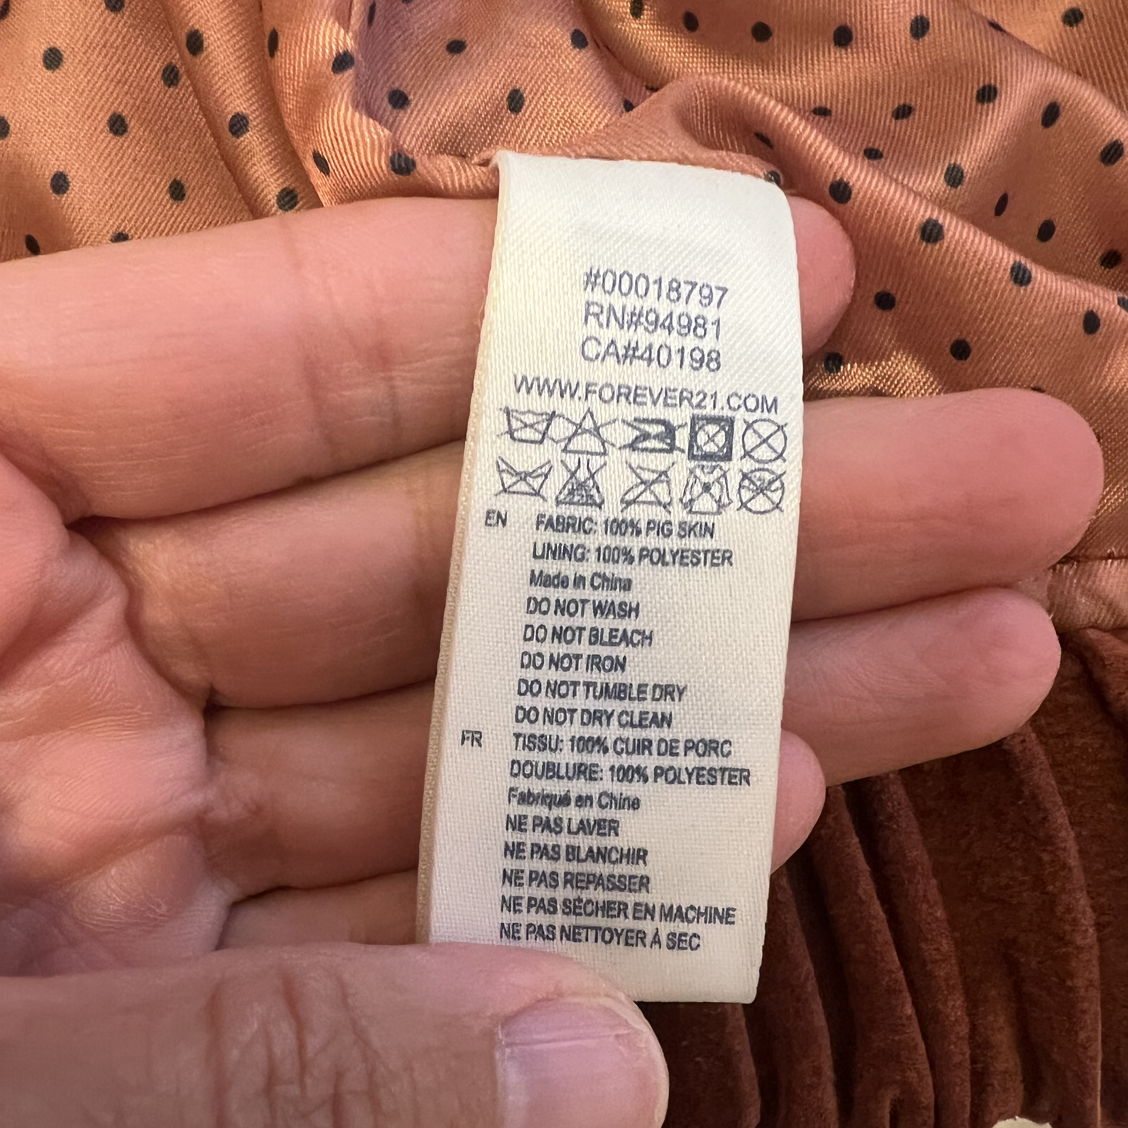 #00018797
RN#94981
CA#40198
WWW.FOREVER21.COM
EN FABRIC: 100% PIG SKIN
LINING: 100% POLYESTER
Made in China
DO NOT WASH
DO NOT BLEACH
DO NOT IRON
DO NOT TUMBLE DRY
DO NOT DRY CLEAN
FR TISSU: 100% CUIR DE PORC
DOUBLURE: 100% POLYESTER
Fabriqué en Chine
NE PAS LAVER
NE PAS BLANCHIR
NE PAS REPASSER
NE PAS SÉCHER EN MACHINE
NE PAS NETTOYER À SEC